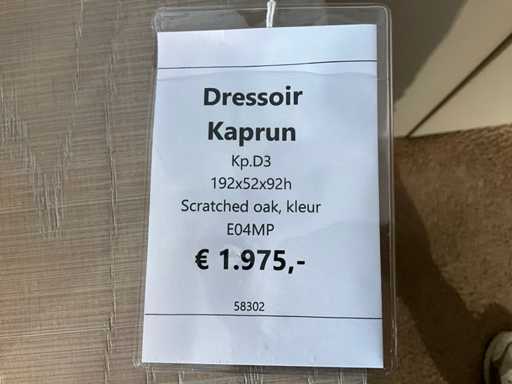 Dressoir
Kaprun
Kp.D3
192x52x92h
Scratched oak, kleur
E04MP
€ 1.975,-
58302